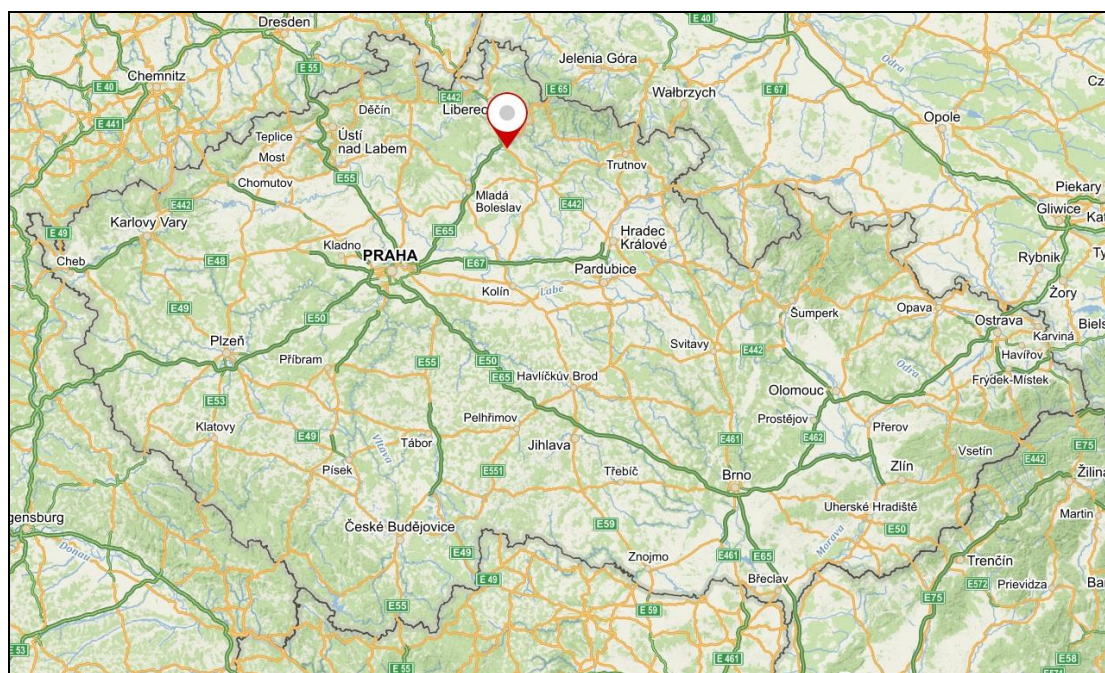 Dresden
E 40
Odra
E 55
Jelenia Góra
Chemnitz
E 40
E442
E 65
E 67
Wałbrzych
Děčín
Liberec
Opole
E 441
Teplice
Ústí
nad Labem
Most
Trutnov
Chomutov
E55
Mladá
Boleslav
E442
Piekary
E442
Karlovy Vary
Gliwice
E 49
E65
Hradec
Králové
Kladno
PRAHA
Cheb
E48
E67
Pardubice
Rybnik
Kolín
Labe
Żory
E49
E50
Šumperk
Opava
Ostrava
Plzeň
Karviná
Svitavy
E442
Příbram
E55
E50
E65
Havlíčkův Brod
Havířov
Odra
Frýdek-Místek
Olomouc
E53
Pelhřimov
Prostějov
Přerov
Klatovy
E49
Vltava
Tábor
Jihlava
E461
E462
E75
Vsetín
E442
Písek
E551
Třebíč
Brno
Zlín
Žilina
Uherské Hradiště
Martin
egensburg
České Budějovice
E59
E50
Donau
E49
Znojmo
E461
E65
Morava
Trenčín
E 49
Břeclav
E572
Prievidza
E55
E 59
E75
E 53
E 55
E 461
E58